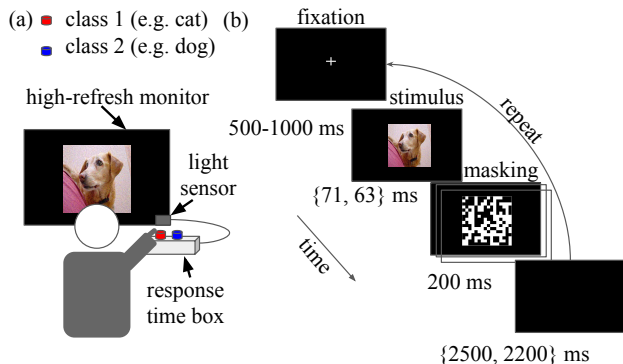 (a)
class 1 (e.g. cat)
class 2 (e.g. dog)
high-refresh monitor
light
sensor
response
time box
(b)
fixation
500-1000 ms
stimulus
{71, 63} ms
masking
200 ms
{2500, 2200} ms
repeat
time